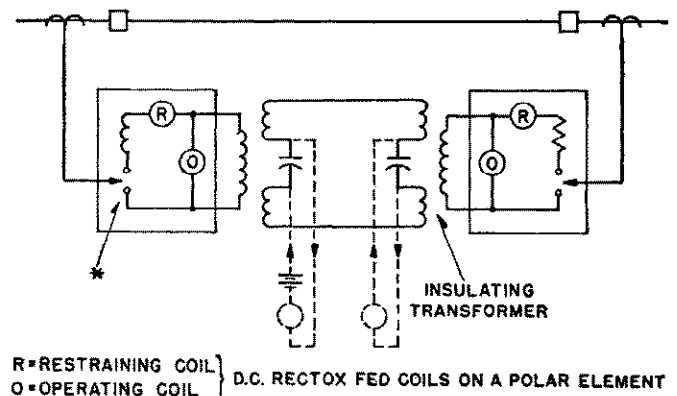 R
O
R
O
*
INSULATING
TRANSFORMER
R=RESTRAINING COIL
O=OPERATING COIL
} D.C. RECTOX FED COILS ON A POLAR ELEMENT